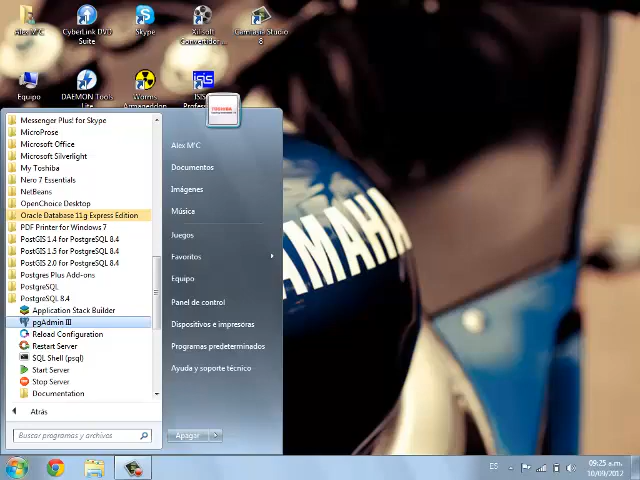 Alex M'C
CyberLink DVD Suite
Skype
Xilisoft Convertidor...
Camtasia Studio 8
Equipo
DAEMON Tools Lite
Worms Armageddon
ISIS
ISIS Profession...
TOSHIBA
Messenger Plus! for Skype
MicroProse
Microsoft Office
Microsoft Silverlight
My Toshiba
Nero 7 Essentials
NetBeans
OpenChoice Desktop
Oracle Database 11g Express Edition
PDF Printer for Windows 7
PostGIS 1.4 for PostgreSQL 8.4
PostGIS 1.5 for PostgreSQL 8.4
PostGIS 2.0 for PostgreSQL 8.4
Postgres Plus Add-ons
PostgreSQL
PostgreSQL 8.4
Application Stack Builder
pgAdmin III
Reload Configuration
Restart Server
SQL Shell (psql)
Start Server
Stop Server
Documentation
Atrás
Buscar programas y archivos
Alex M'C
Documentos
Imágenes
Música
Juegos
Favoritos
Equipo
Panel de control
Dispositivos e impresoras
Programas predeterminados
Ayuda y soporte técnico
Apagar
AMAHA
ES
09:25 a.m.
10/09/2012